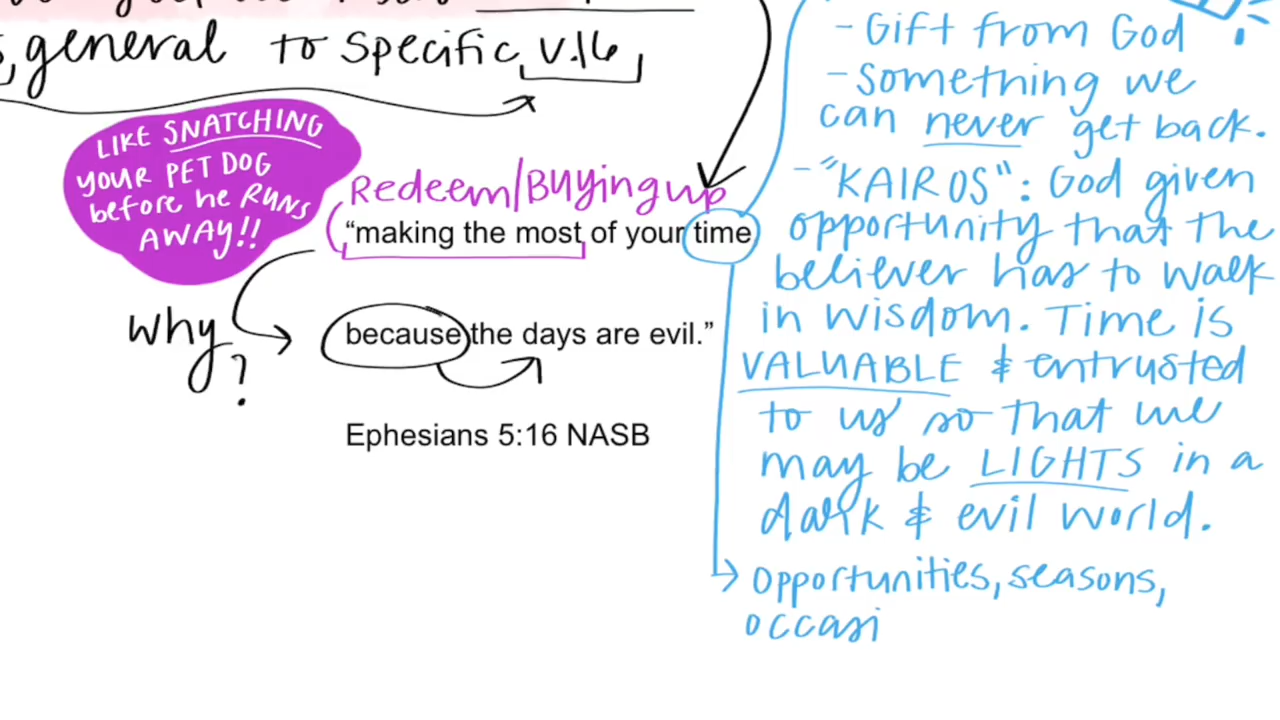 general to specific, v.16
LIKE SNATCHING
YOUR PET DOG
before he RUNS
AWAY!!
Redeem/BUYing up
“making the most of your time
Why
?
because the days are evil.”
Ephesians 5:16 NASB
- Gift from God
- Something we
can never get back.
- "KAIROS": God given
opportunity that the
believer has to walk
in wisdom. Time is
VALUABLE & entrusted
to us so that we
may be LIGHTS in a
dark & evil world.
→ opportunities, seasons,
occasi